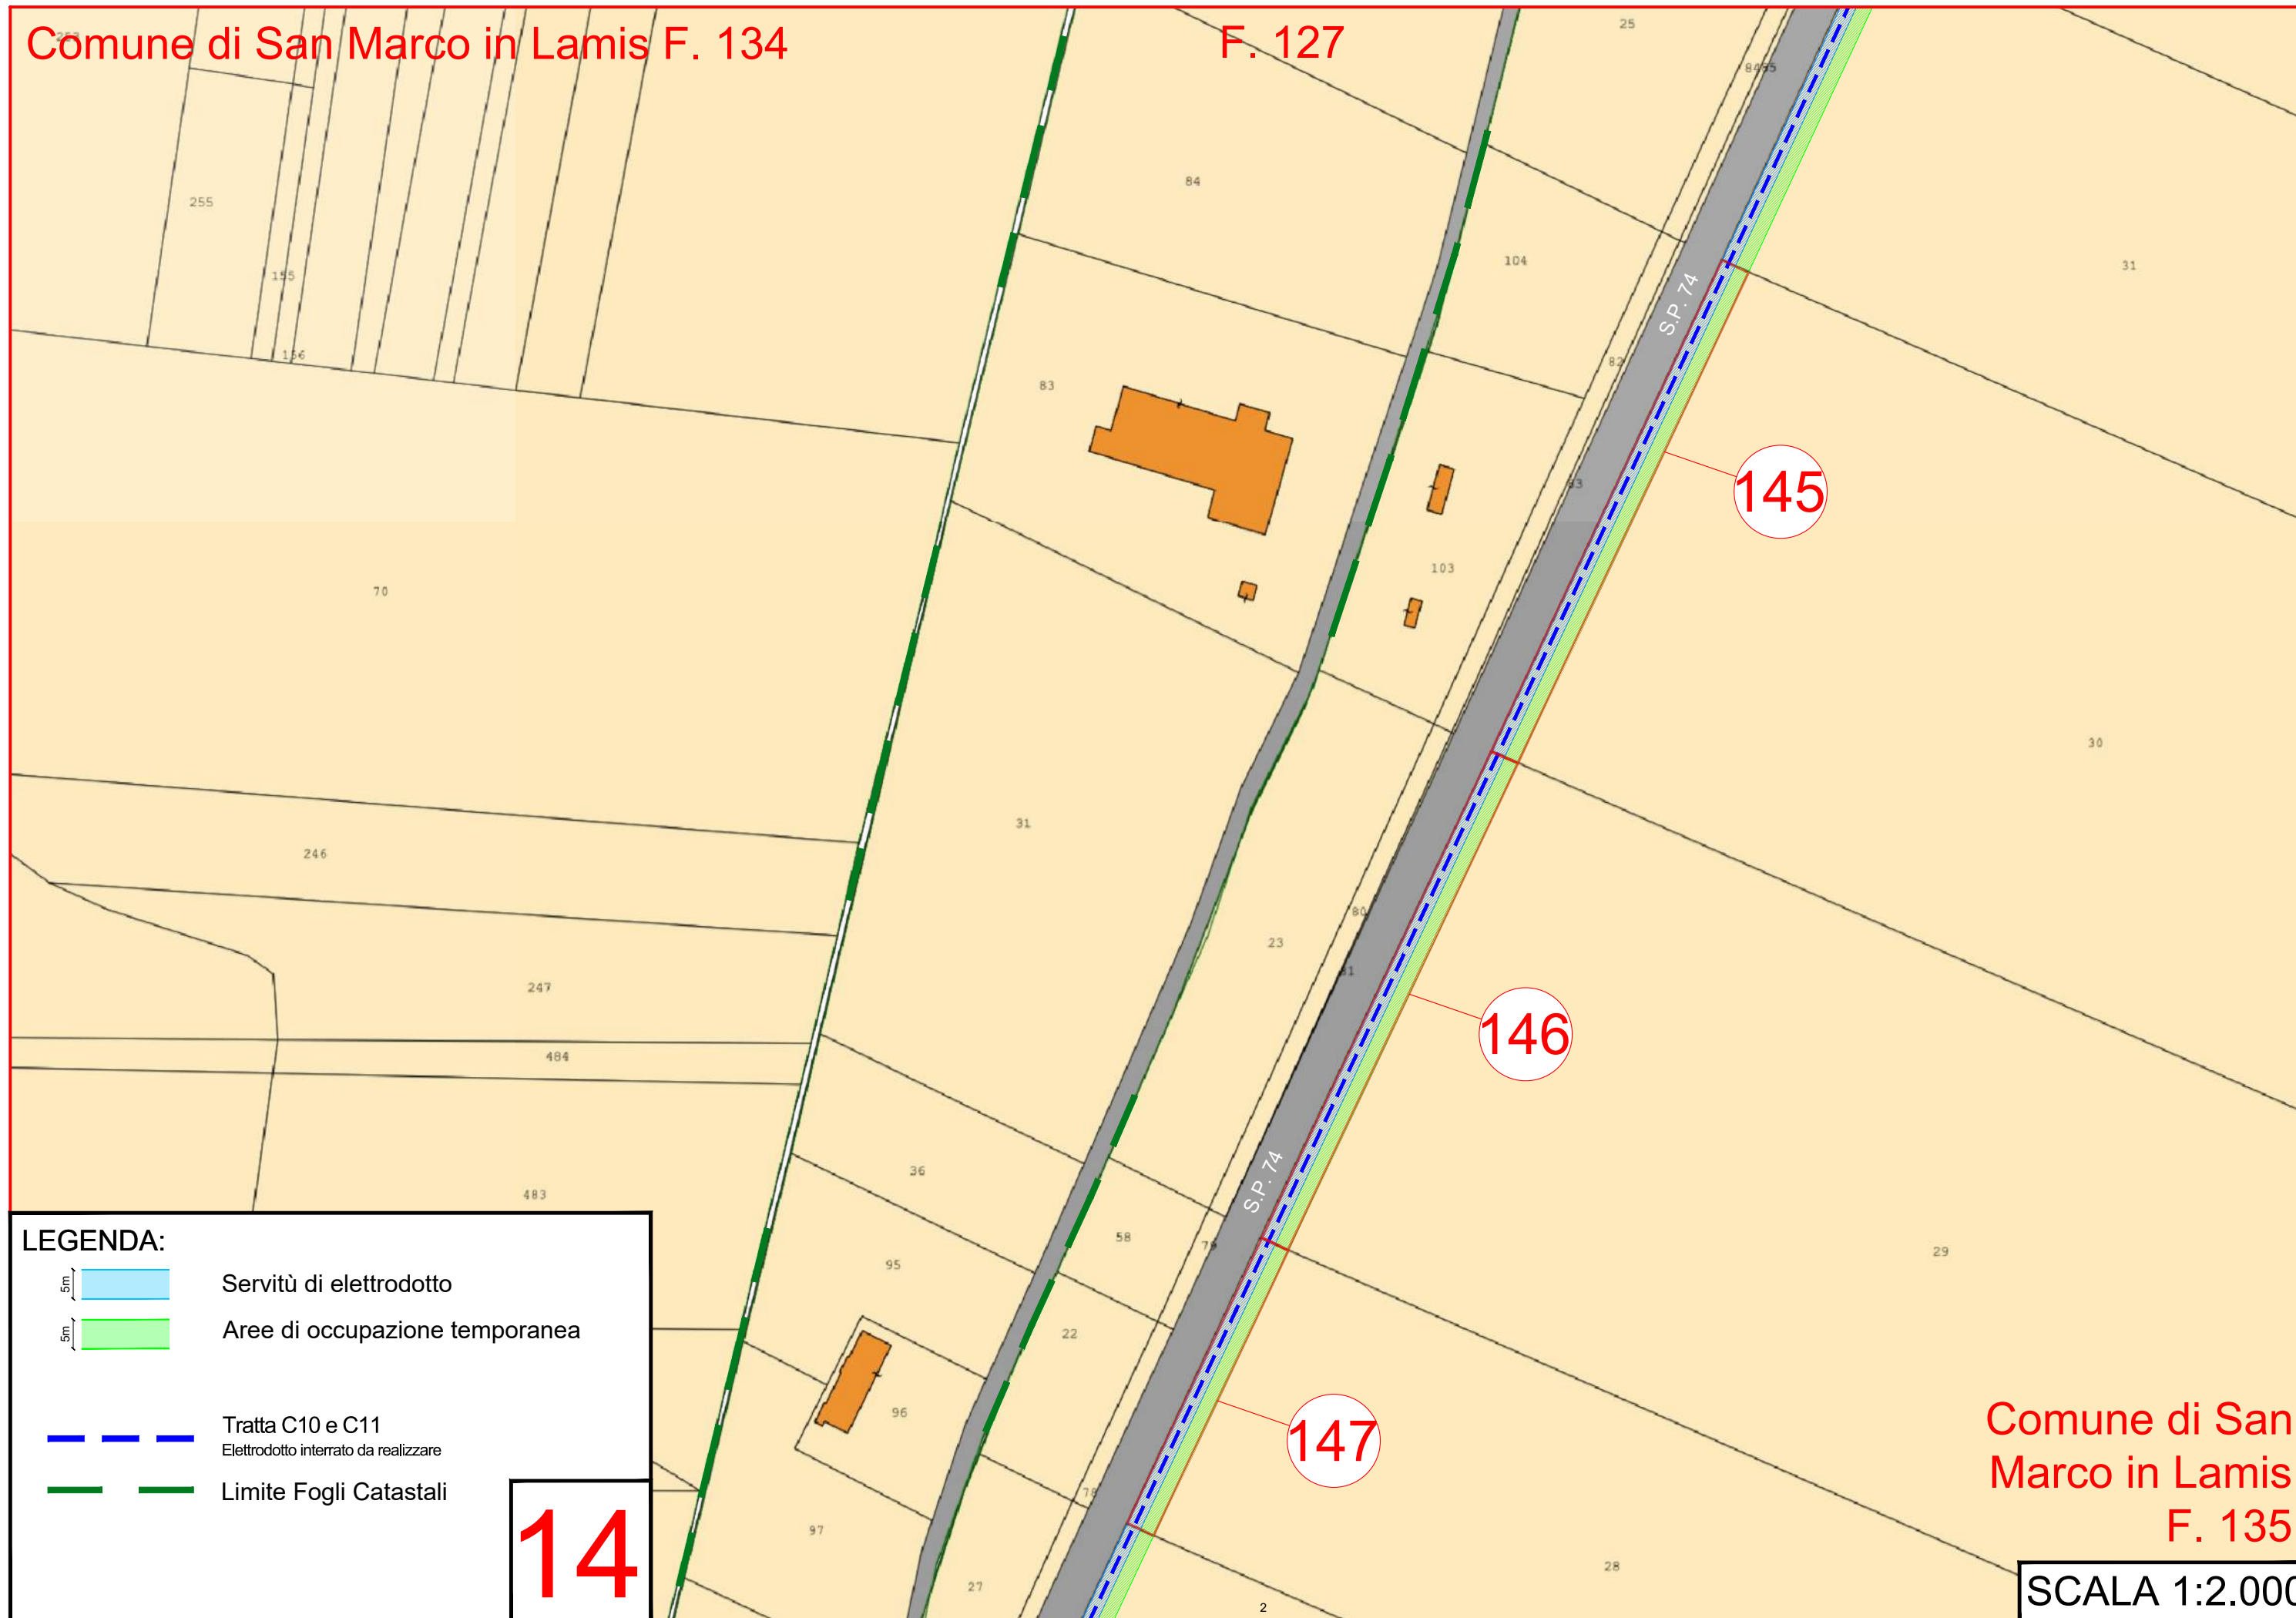 Comune di San Marco in Lamis F. 134
F. 127
25
8485
255
84
104
31
155
S.P. 74
156
82
83
145
83
103
70
30
31
246
80
23
81
247
146
484
S.P. 74
36
483
58
79
29
95
22
96
147
78
97
28
27
2
LEGENDA:
5m
Servitù di elettrodotto
5m
Aree di occupazione temporanea
Tratta C10 e C11
Elettrodotto interrato da realizzare
Limite Fogli Catastali
14
Comune di San
Marco in Lamis
F. 135
SCALA 1:2.000